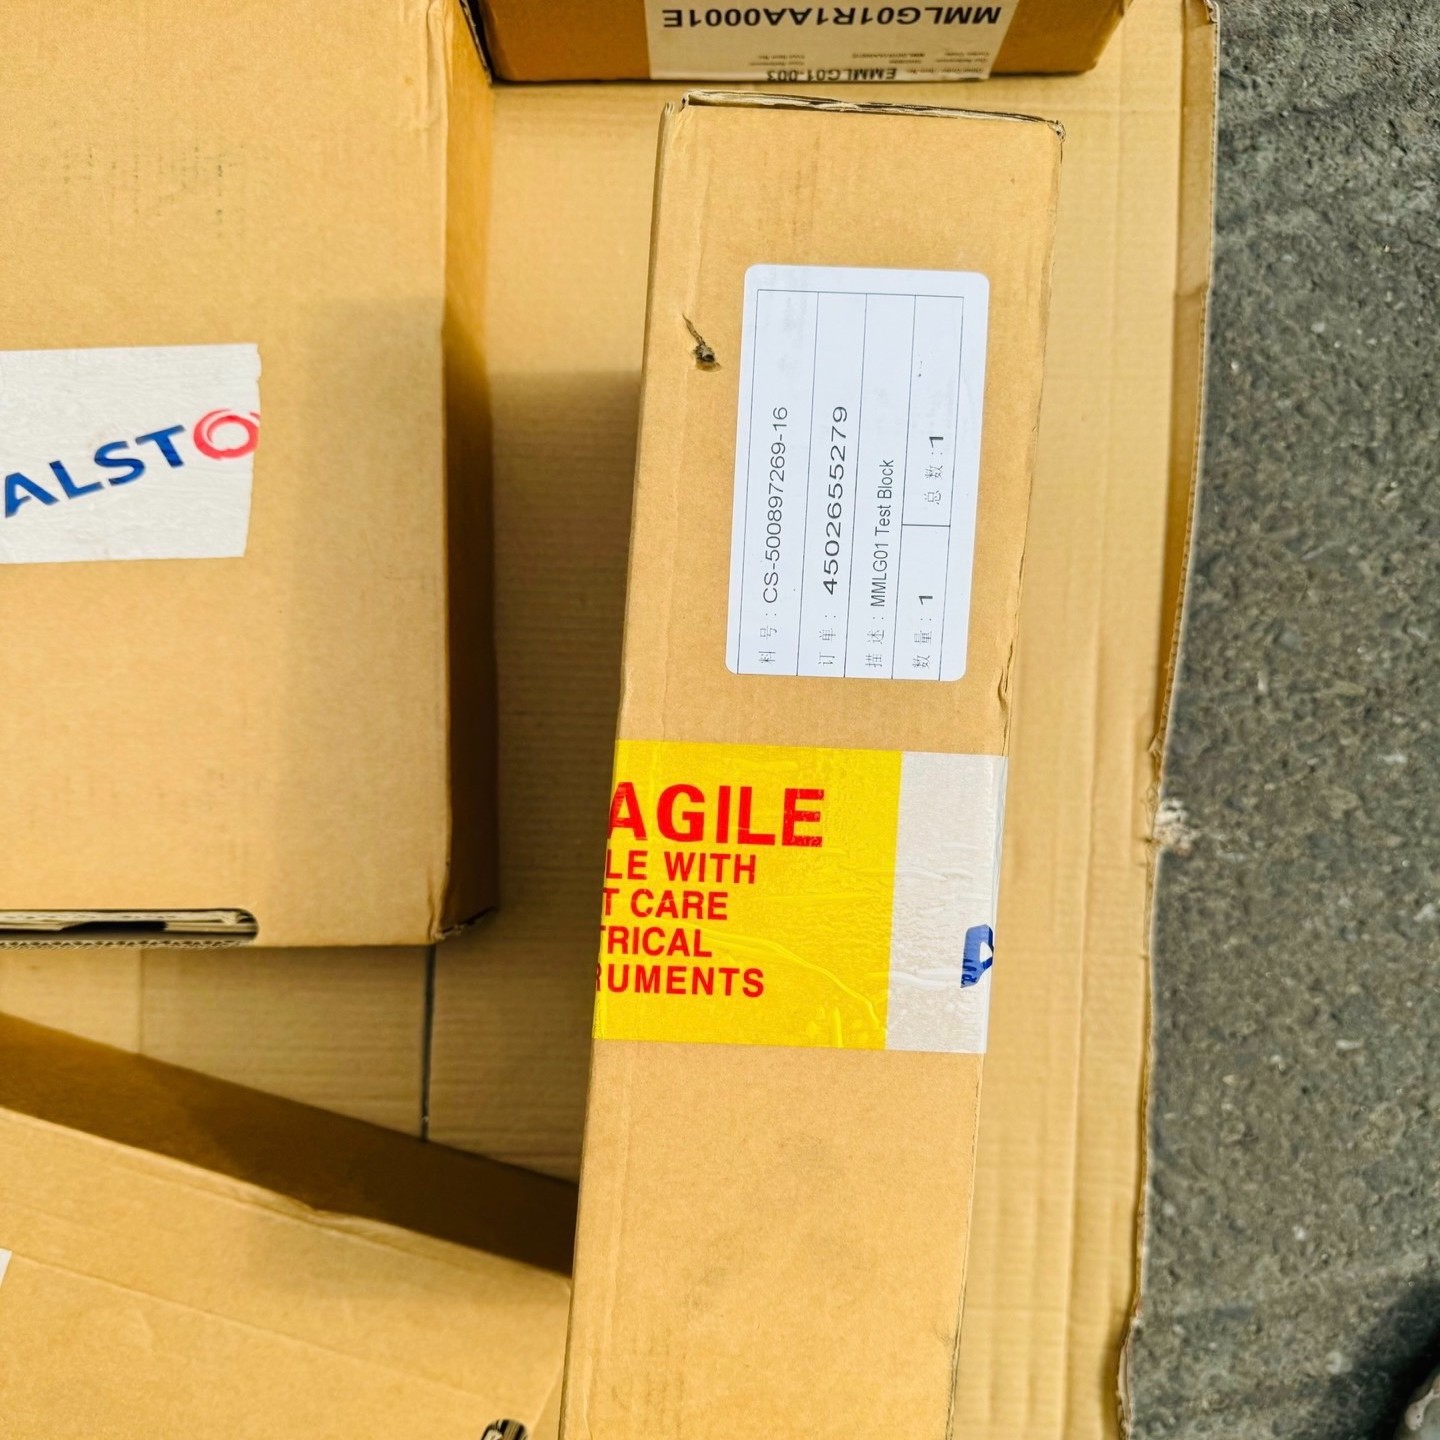 MMLG01R1AA0001E
EMMLG01-003
ALSTO
料 号 : CS-500897269-16
订 单 : 4502655279
描 述 : MMLG01 Test Block
数 量 : 1 总 数 : 1
AGILE
LE WITH
T CARE
TRICAL
RUMENTS